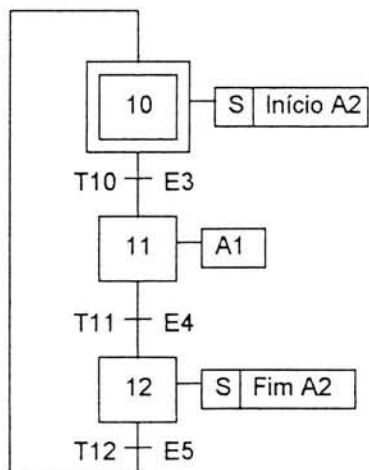 10 S Início A2
T10 E3
11 A1
T11 E4
12 S Fim A2
T12 E5